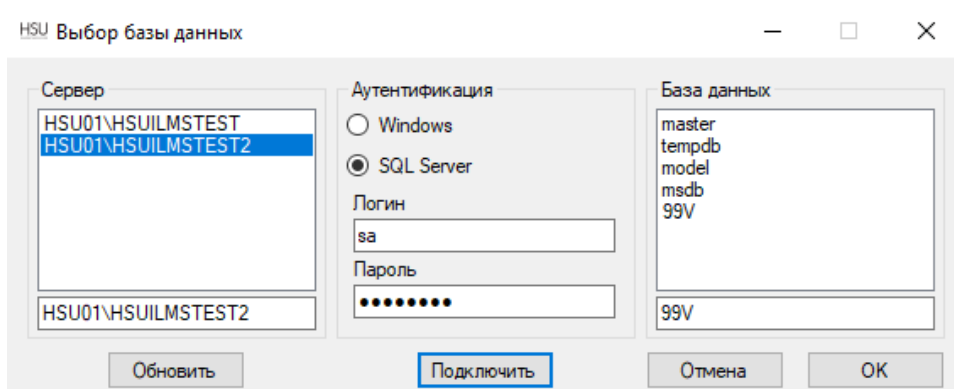 HSU Выбор базы данных
Сервер
HSU01\HSUILMSTEST
HSU01\HSUILMSTEST2
HSU01\HSUILMSTEST2
Аутентификация
Windows
SQL Server
Логин
sa
Пароль
●●●●●●●●
База данных
master
tempdb
model
msdb
99V
99V
Обновить
Подключить
Отмена
OK